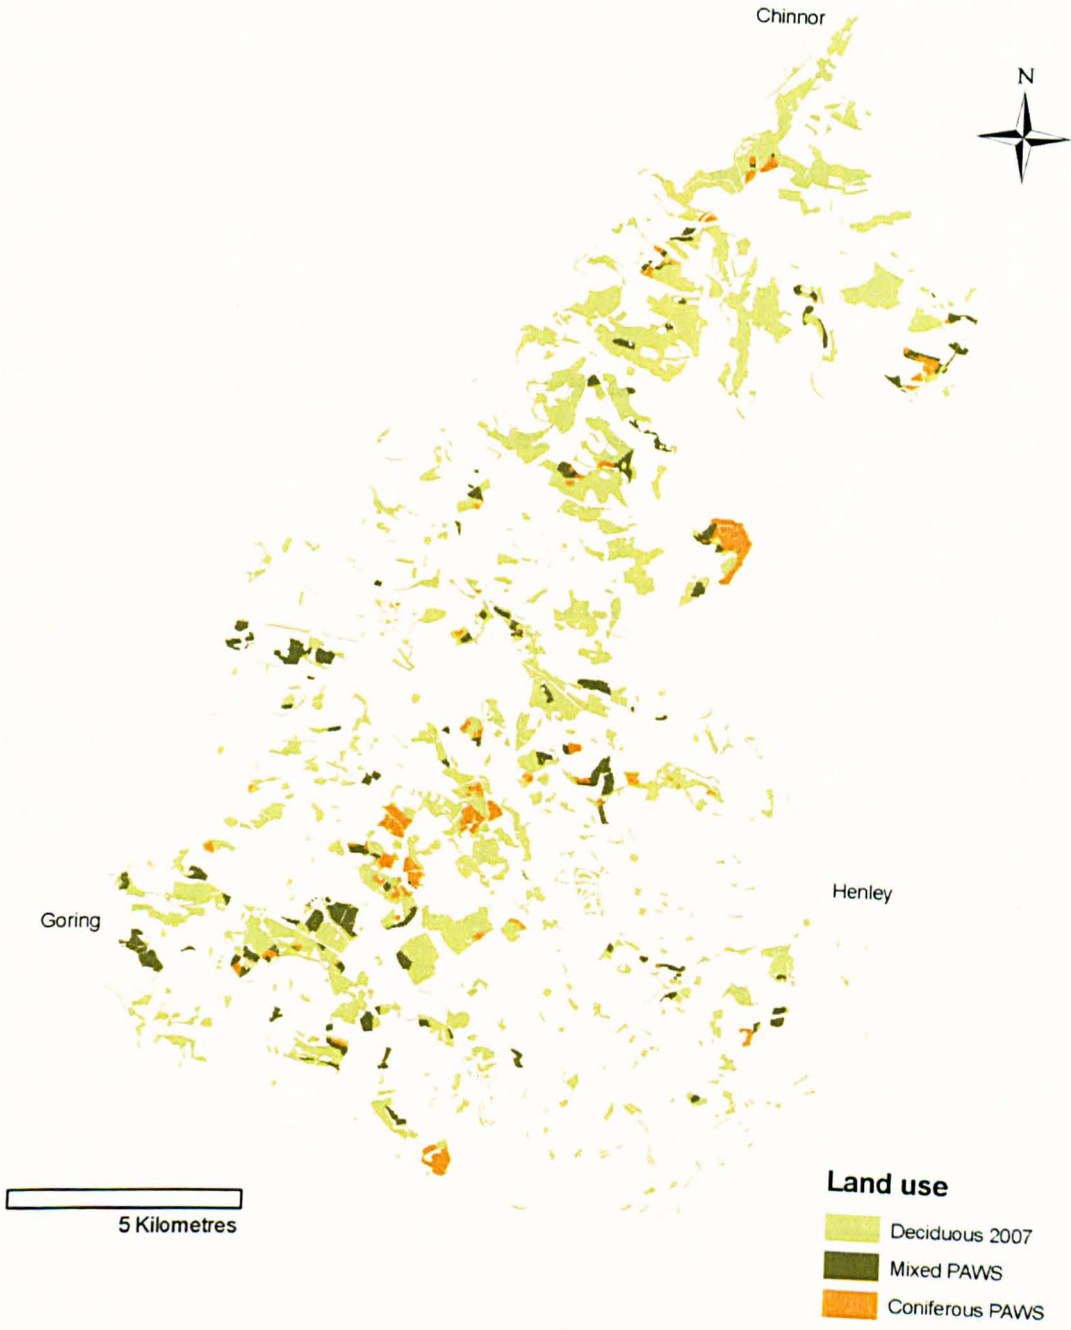 Chinnor
N
Henley
Goring
5 Kilometres
Land use
Deciduous 2007
Mixed PAWS
Coniferous PAWS